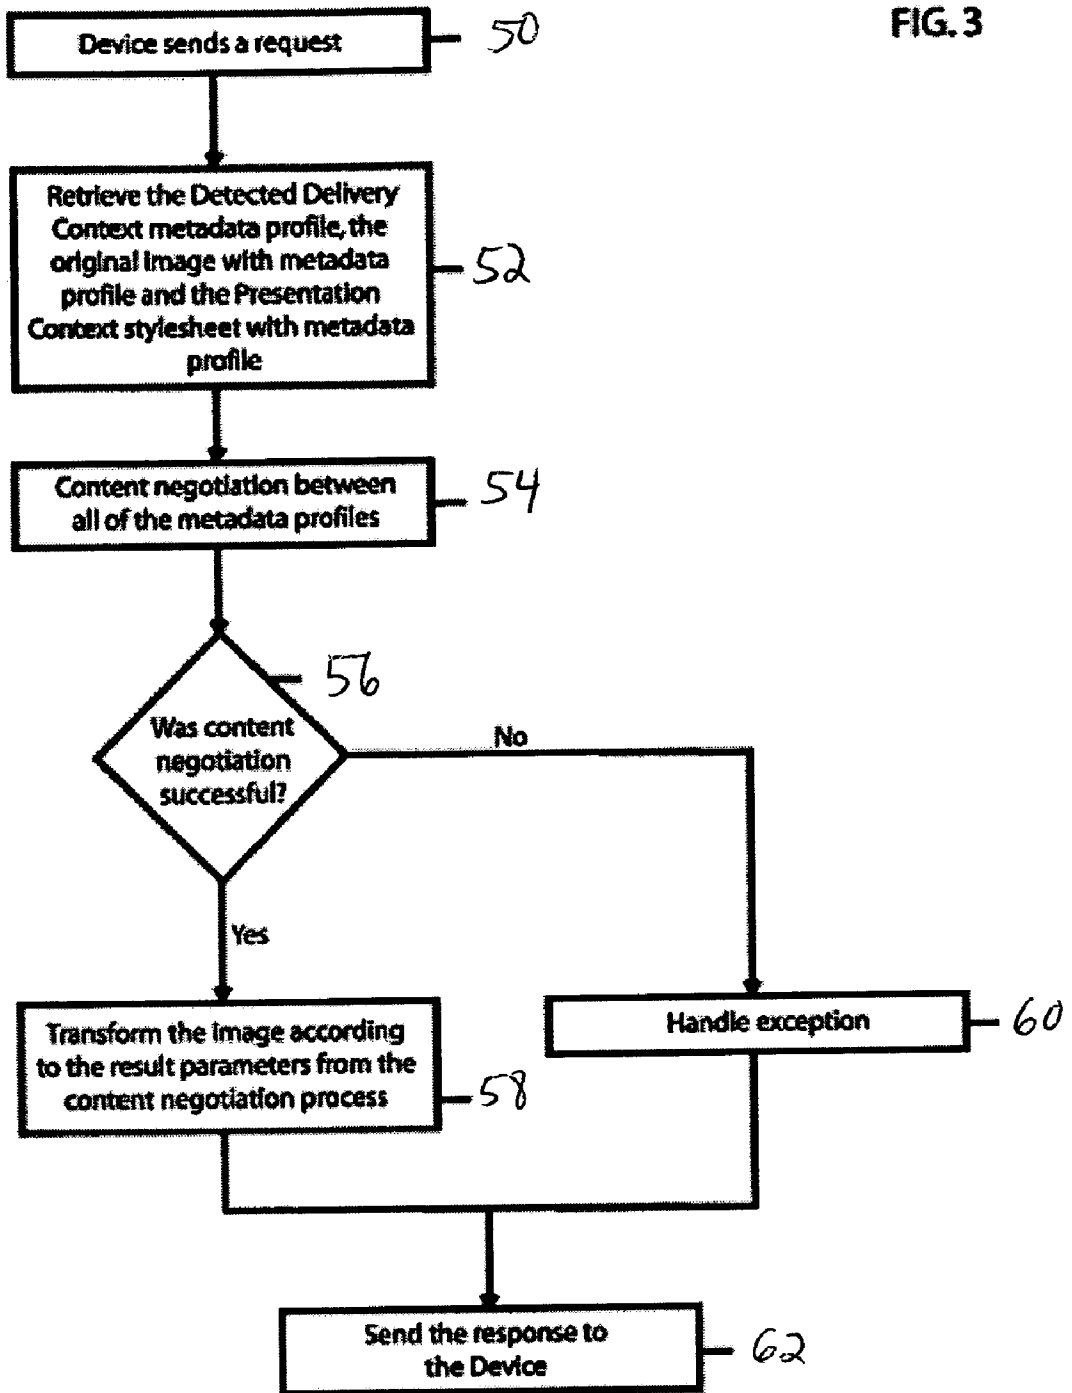 FIG. 3
Device sends a request
50
Retrieve the Detected Delivery
Context metadata profile, the
original image with metadata
profile and the Presentation
Context stylesheet with metadata
profile
52
Content negotiation between
all of the metadata profiles
54
56
Was content
negotiation
successful?
No
Yes
Transform the image according
to the result parameters from the
content negotiation process
58
Handle exception
60
Send the response to
the Device
62